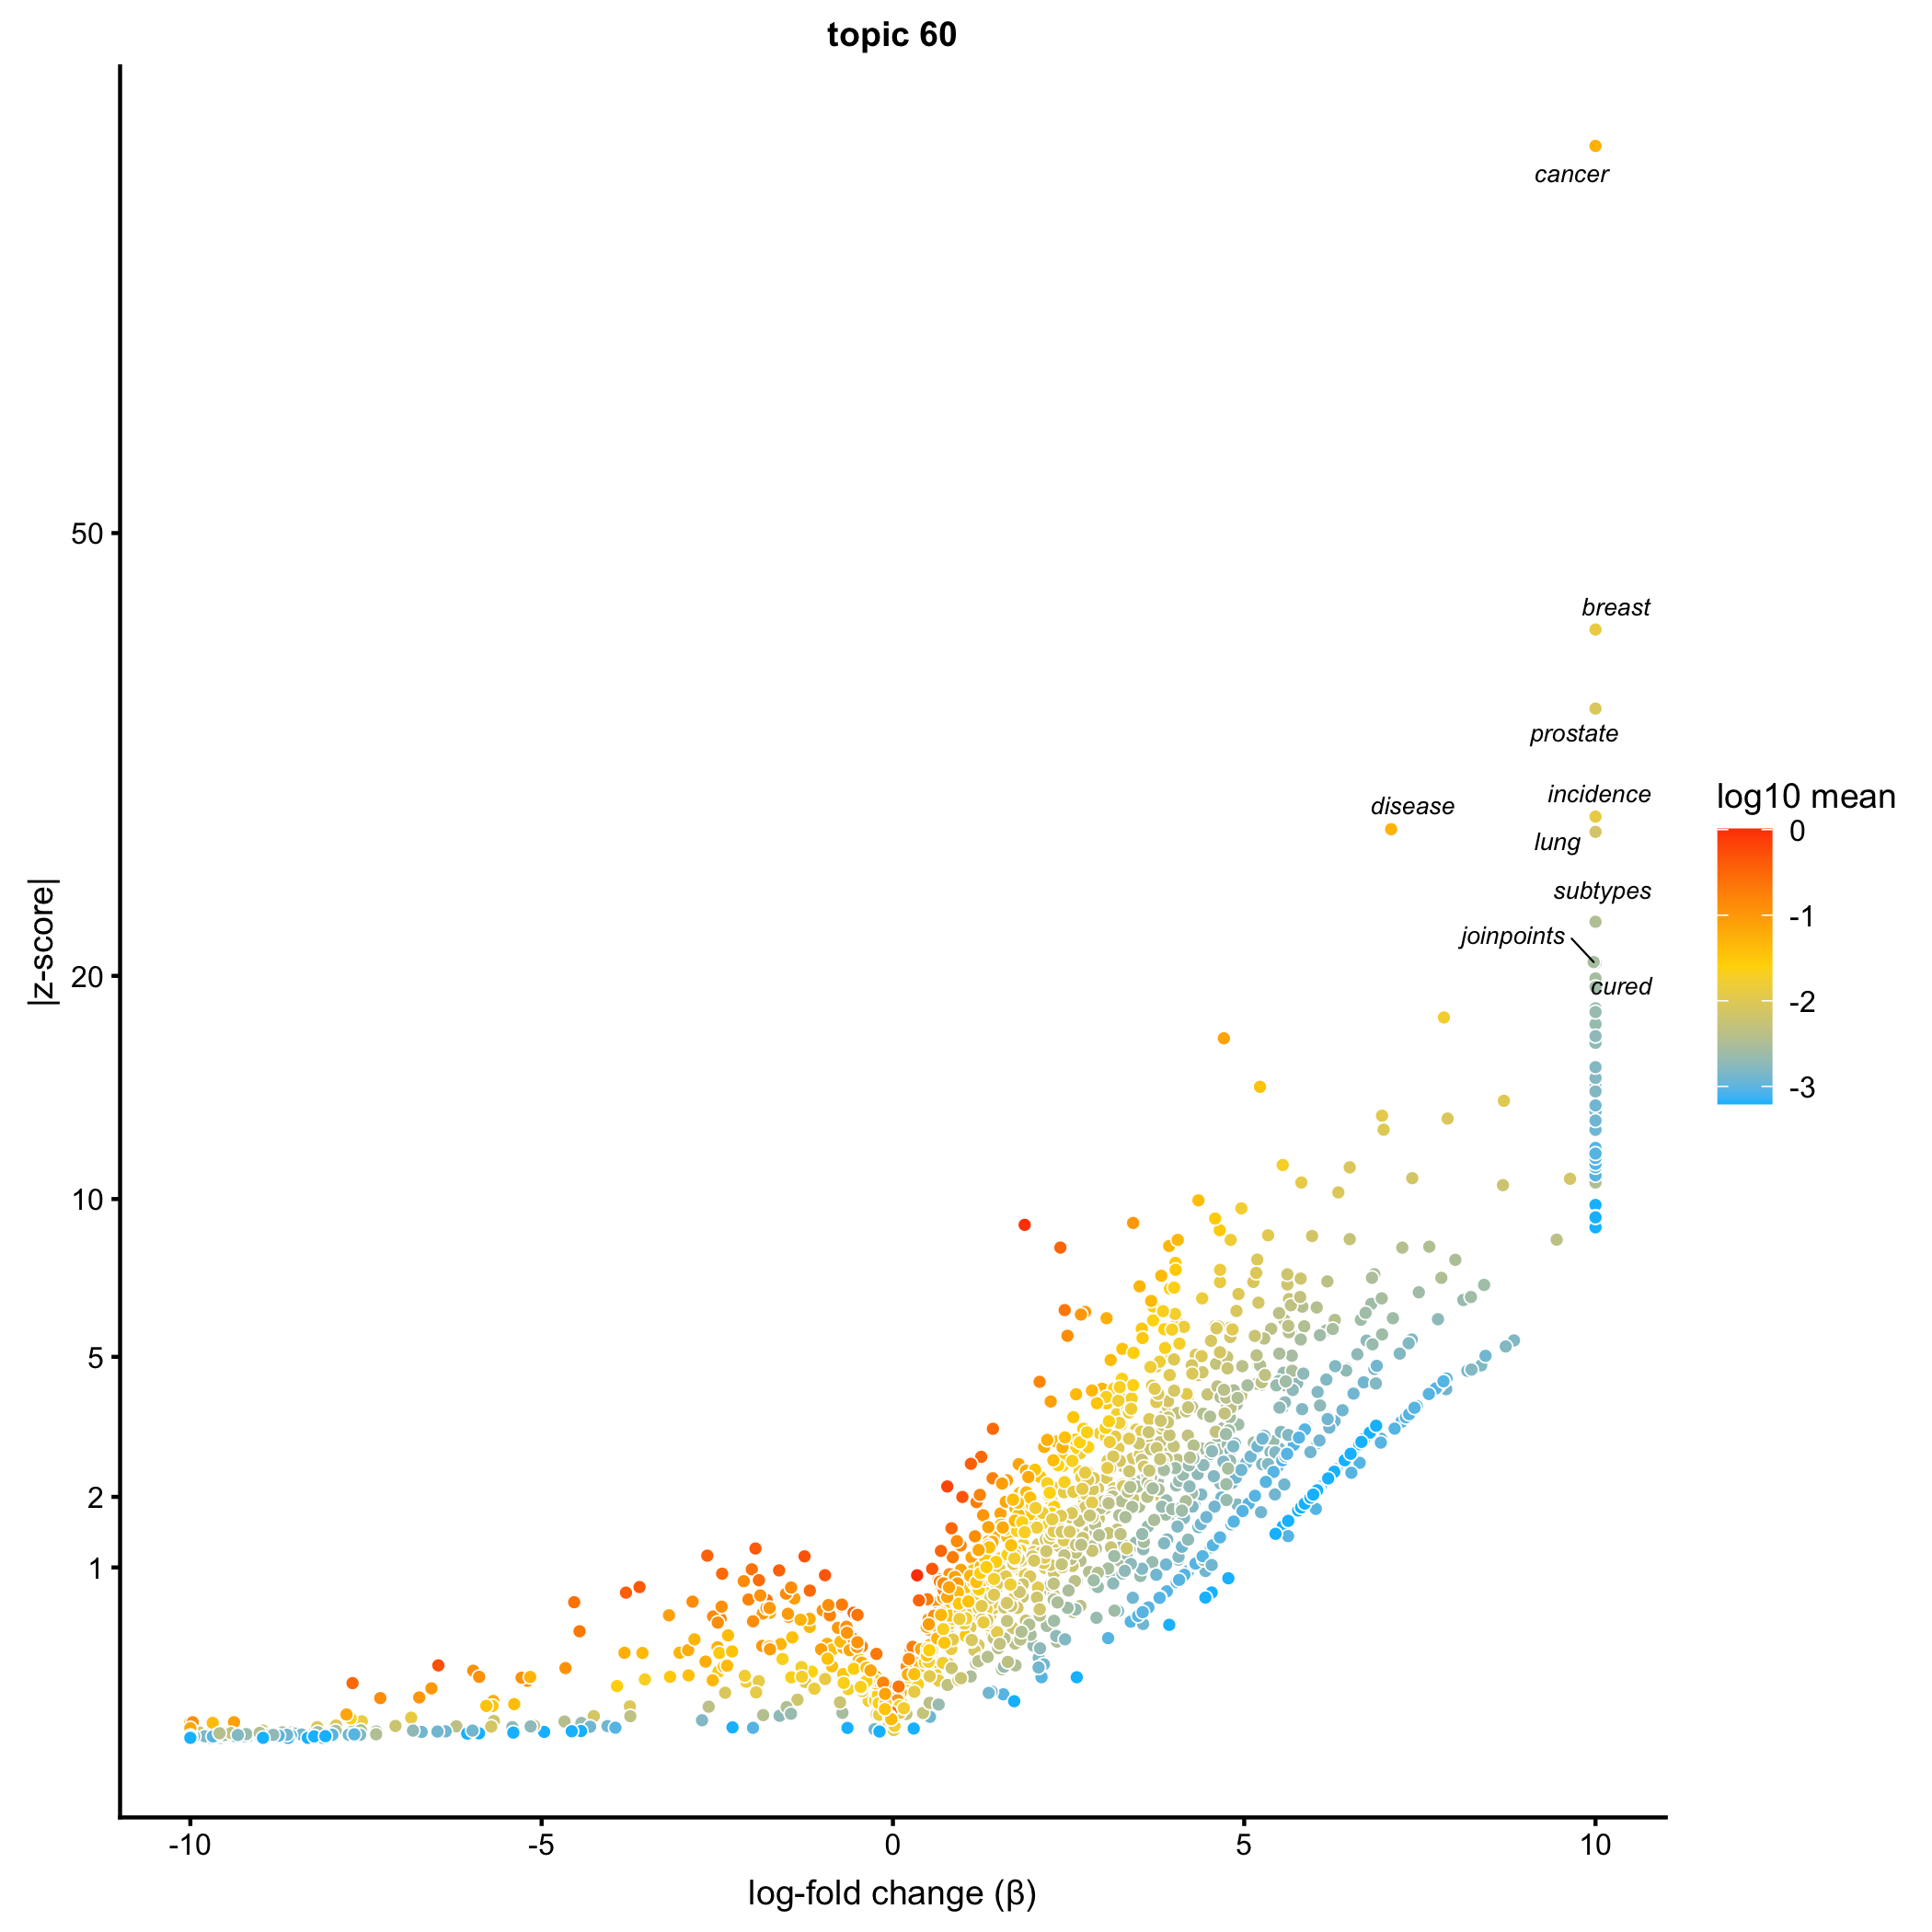 topic 60
cancer
50
breast
prostate
incidence
disease
lung
log10 mean
0
-1
-2
-3
subtypes
joinpoints
20
cured
|z-score|
10
5
2
1
-10
-5
0
5
10
log-fold change (β)